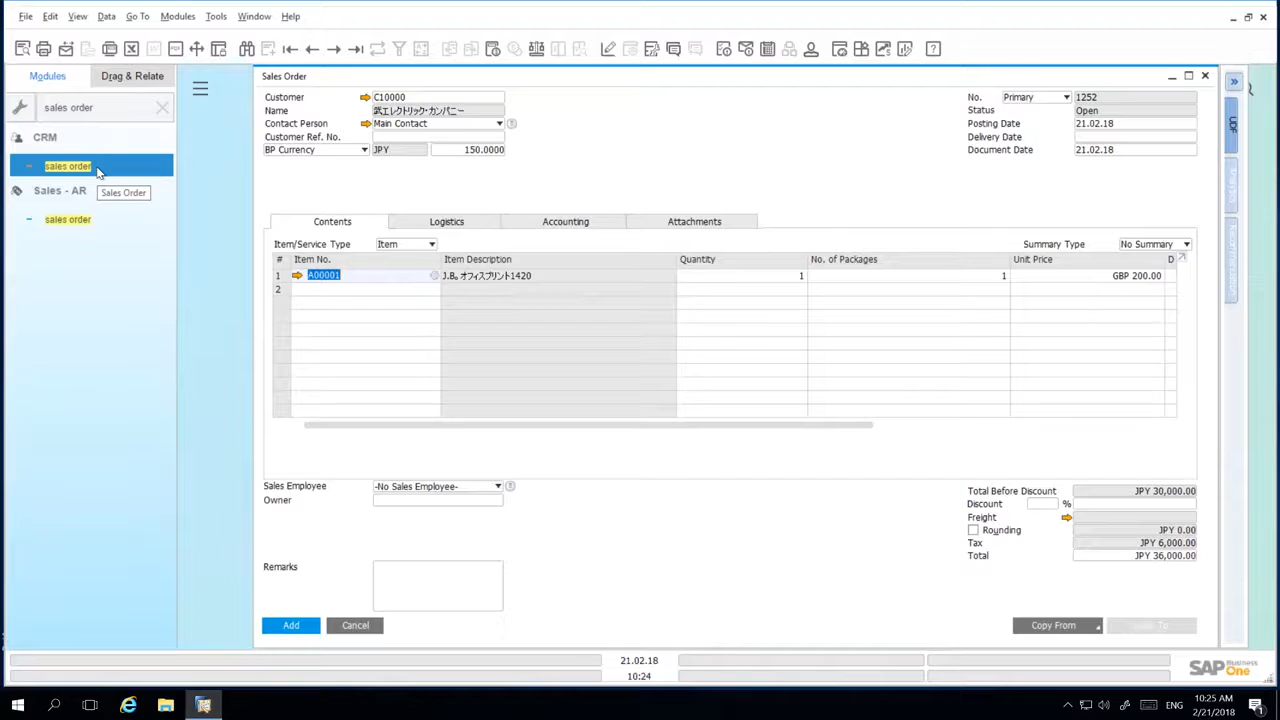 File Edit View Data Go To Modules Tools Window Help
Modules Drag & Relate
sales order
CRM
sales order
Sales Order
Sales - AR
sales order
Sales Order
Customer C10000
Name 武エレクトリック・カンパニー
Contact Person Main Contact
Customer Ref. No.
BP Currency JPY 150.0000
No. Primary 1252
Status Open
Posting Date 21.02.18
Delivery Date
Document Date 21.02.18
Contents Logistics Accounting Attachments
Item/Service Type Item Summary Type No Summary
# Item No. Item Description Quantity No. of Packages Unit Price D
1 A00001 J.B。オフィスプリント1420 1 1 GBP 200.00
2
Sales Employee -No Sales Employee-
Owner
Total Before Discount JPY 30,000.00
Discount %
Freight
Rounding JPY 0.00
Tax JPY 6,000.00
Total JPY 36,000.00
Remarks
Add Cancel Copy From
UDF
21.02.18
10:24
SAP Business One
ENG
10:25 AM
2/21/2018
1